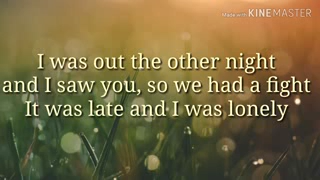 Made with KINEMASTER
I was out the other night
and I saw you, so we had a fight
It was late and I was lonely